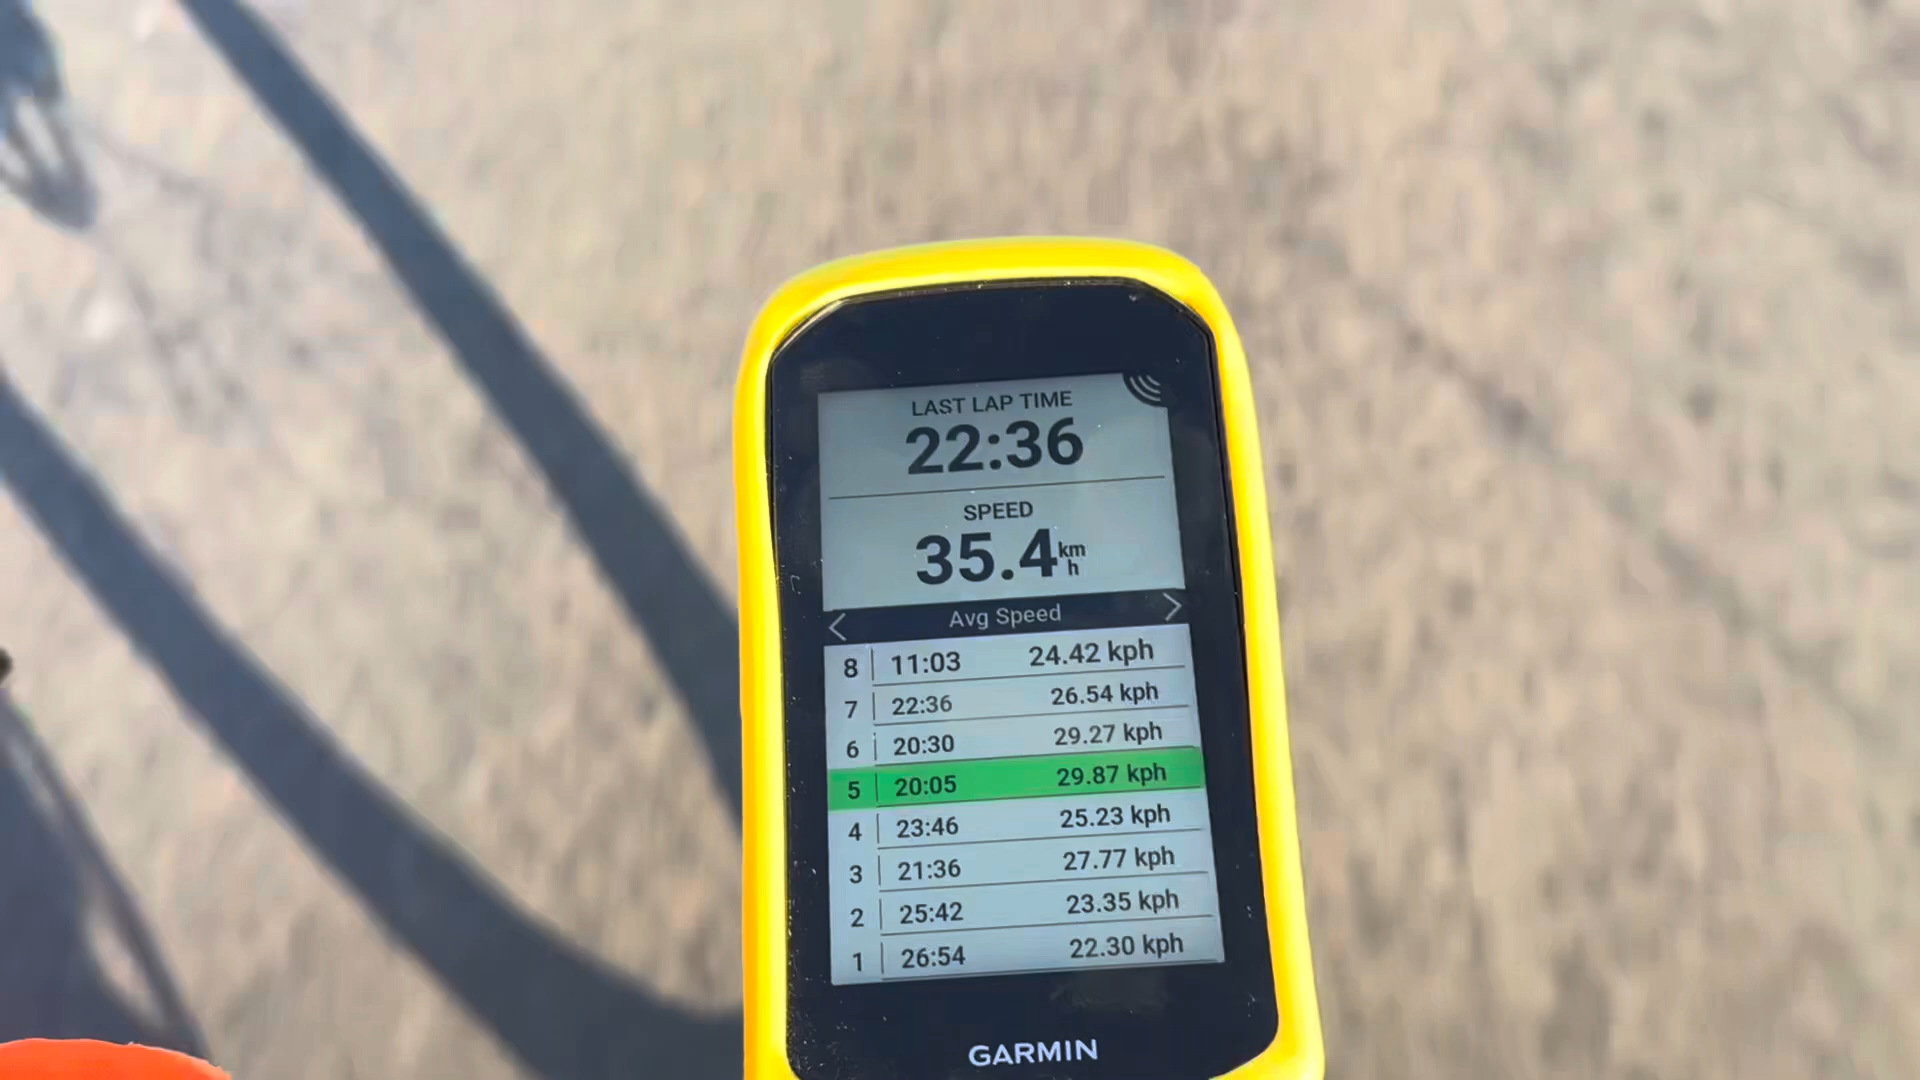 LAST LAP TIME
22:36
SPEED
35.4 km/h
< Avg Speed >
8 11:03 24.42 kph
7 22:36 26.54 kph
6 20:30 29.27 kph
5 20:05 29.87 kph
4 23:46 25.23 kph
3 21:36 27.77 kph
2 25:42 23.35 kph
1 26:54 22.30 kph
GARMIN